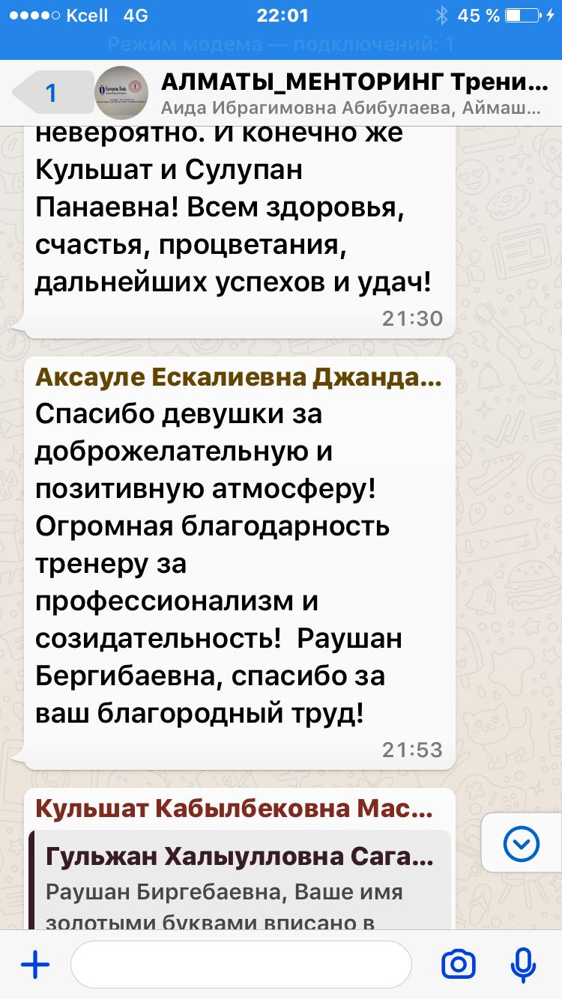 Kcell 4G 22:01 45 %
Режим модема — подключений: 1
1
АЛМАТЫ_МЕНТОРИНГ Трени...
Аида Ибрагимовна Абибулаева, Аймаш...
European Bank
невероятно. И конечно же
Кульшат и Сулупан
Панаевна! Всем здоровья,
счастья, процветания,
дальнейших успехов и удач!
21:30
Аксауле Ескалиевна Джанда...
Спасибо девушки за
доброжелательную и
позитивную атмосферу!
Огромная благодарность
тренеру за
профессионализм и
созидательность! Раушан
Бергибаевна, спасибо за
ваш благородный труд!
21:53
Кульшат Кабылбековна Мас...
Гульжан Халыулловна Сага...
Раушан Биргебаевна, Ваше имя
золотыми буквами вписано в